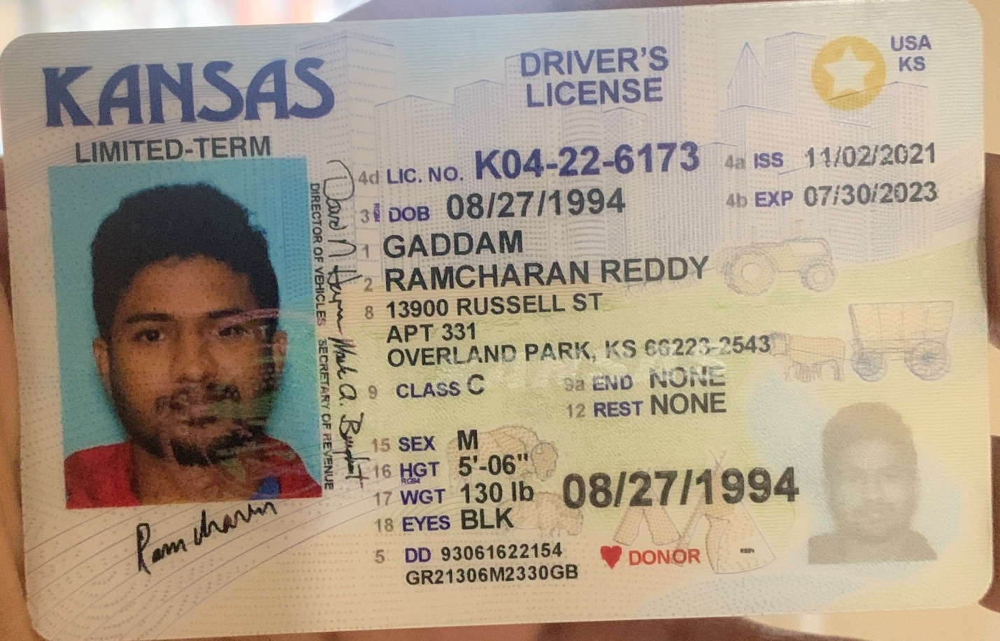 KANSAS
LIMITED-TERM
DRIVER'S
LICENSE
USA
KS
4d LIC. NO. K04-22-6173
4a ISS 11/02/2021
3 DOB 08/27/1994
4b EXP 07/30/2023
1 GADDAM
2 RAMCHARAN REDDY
8 13900 RUSSELL ST
APT 331
OVERLAND PARK, KS 66223-2543
9 CLASS C
9a END NONE
12 REST NONE
15 SEX M
16 HGT 5'-06"
17 WGT 130 lb
18 EYES BLK
08/27/1994
5 DD 93061622154
GR21306M2330GB
DONOR
DIRECTOR OF VEHICLES SECRETARY OF REVENUE
Ramcharan